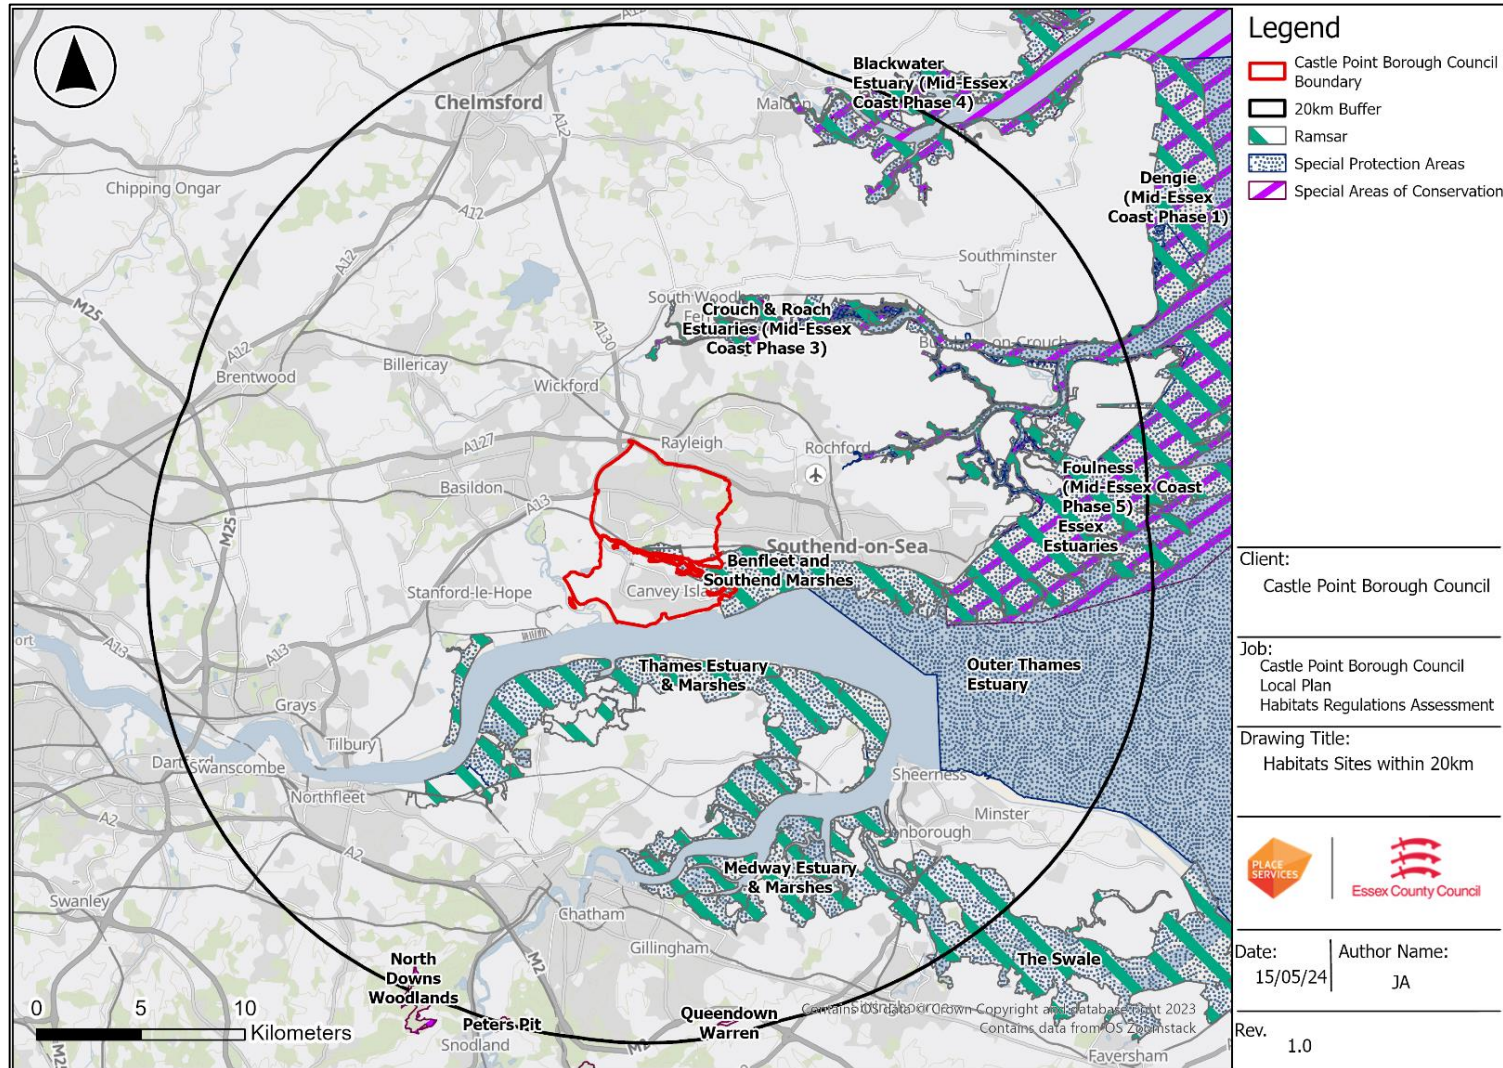 Chelmsford
Blackwater
Estuary (Mid-Essex
Coast Phase 4)
A12
Chipping Ongar
A12
A12
Dengie
(Mid-Essex
Coast Phase 1)
Southminster
M25
A12
Brentwood
Billericay
A130
Wickford
South
Crouch & Roach
Estuaries (Mid-Essex
Coast Phase 3)
A127
Rayleigh
Rochford
Basildon
A13
Foulness
(Mid-Essex Coast
Phase 5)
Essex
Estuaries
M25
Southend-on-Sea
Benfleet and
Southend Marshes
Stanford-le-Hope
Canvey
A13
A13
Thames Estuary
& Marshes
Outer Thames
Estuary
Grays
Tilbury
Swanscombe
Northfleet
Sheerness
Minster
A2
A2
Medway Estuary
& Marshes
Swanley
Chatham
Gillingham
M2
North
Downs
Woodlands
The Swale
Peters Pit
Snodland
Queendown
Warren
M2
Faversham
0 5 10
Kilometers
Contains OS data © Crown Copyright and database right 2023
Contains data from OS Zoomstack
Legend
Castle Point Borough Council
Boundary
20km Buffer
Ramsar
Special Protection Areas
Special Areas of Conservation
Client:
Castle Point Borough Council
Job:
Castle Point Borough Council
Local Plan
Habitats Regulations Assessment
Drawing Title:
Habitats Sites within 20km
PLACE
SERVICES
Essex County Council
Date:
15/05/24
Author Name:
JA
Rev.
1.0